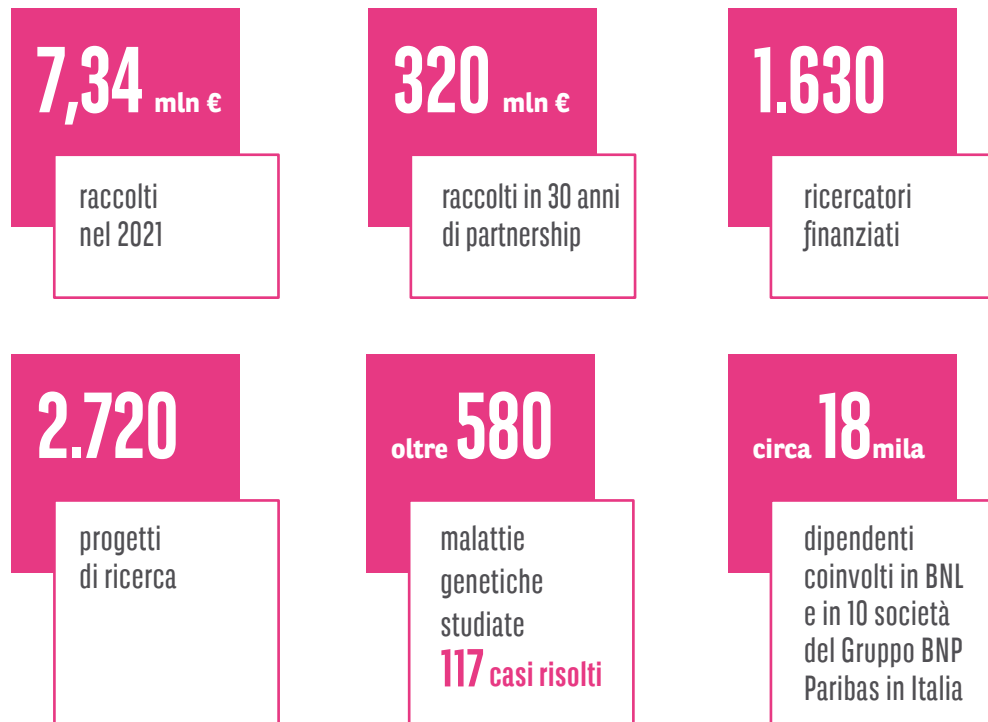 7,34 mln €
raccolti
nel 2021
320 mln €
raccolti in 30 anni
di partnership
1.630
ricercatori
finanziati
2.720
progetti
di ricerca
oltre 580
malattie
genetiche
studiate
117 casi risolti
circa 18 mila
dipendenti
coinvolti in BNL
e in 10 società
del Gruppo BNP
Paribas in Italia